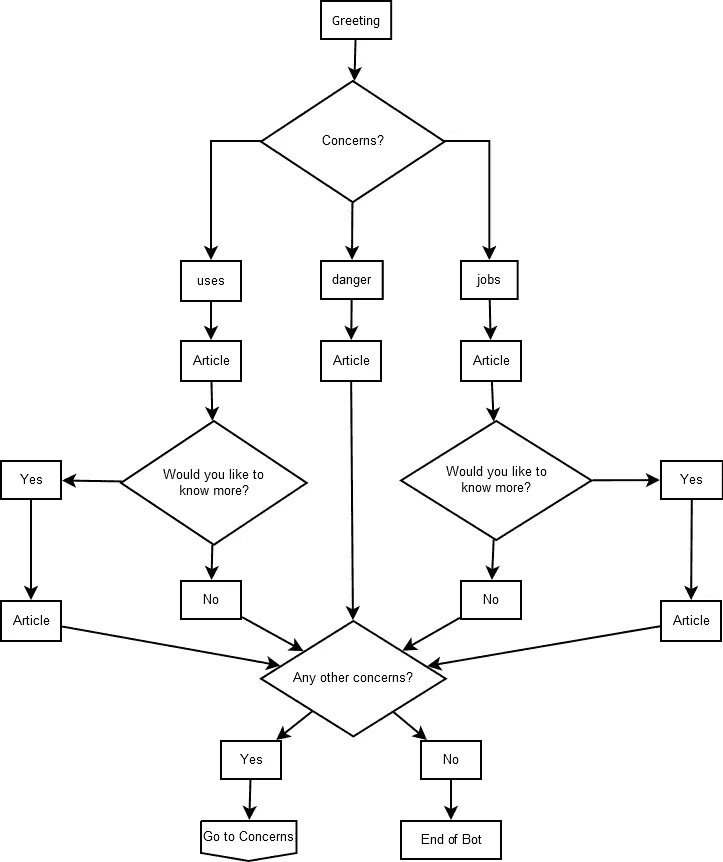 Greeting
Concerns?
uses
danger
jobs
Article
Article
Article
Would you like to
know more?
Would you like to
know more?
Yes
Yes
No
No
Article
Article
Any other concerns?
Yes
No
Go to Concerns
End of Bot